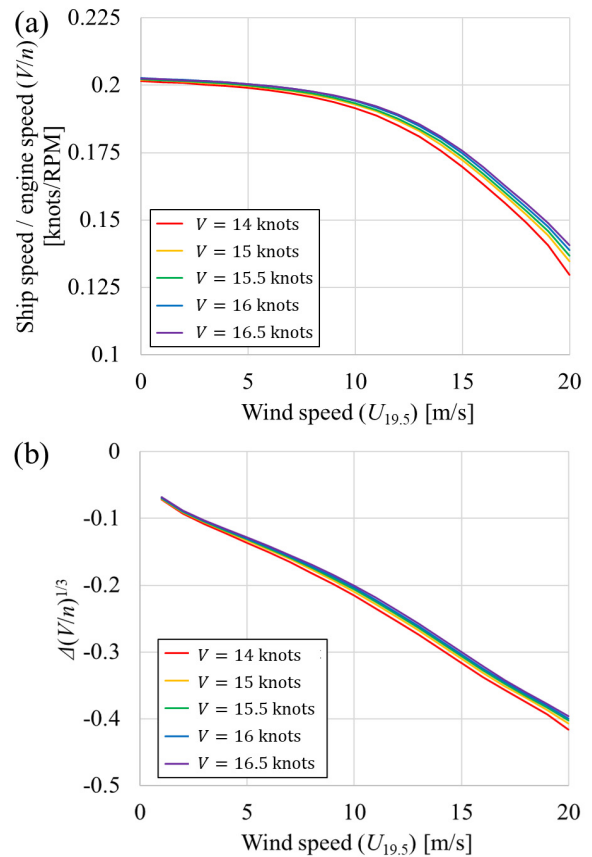 (a)
Ship speed / engine speed (V/n)
[knots/RPM]
0.225
0.2
0.175
0.15
0.125
0.1
V = 14 knots
V = 15 knots
V = 15.5 knots
V = 16 knots
V = 16.5 knots
0 5 10 15 20
Wind speed (U19.5) [m/s]
(b)
Δ(V/n)1/3
0
-0.1
-0.2
-0.3
-0.4
-0.5
V = 14 knots
V = 15 knots
V = 15.5 knots
V = 16 knots
V = 16.5 knots
0 5 10 15 20
Wind speed (U19.5) [m/s]